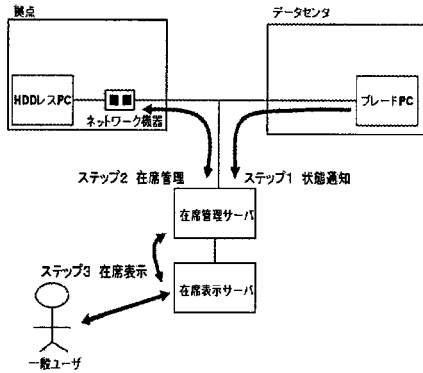 拠点
データセンタ
HDDレスPC
ブレードPC
ネットワーク機器
ステップ2 在席管理
ステップ1 状態通知
在席管理サーバ
ステップ3 在席表示
在席表示サーバ
一般ユーザ